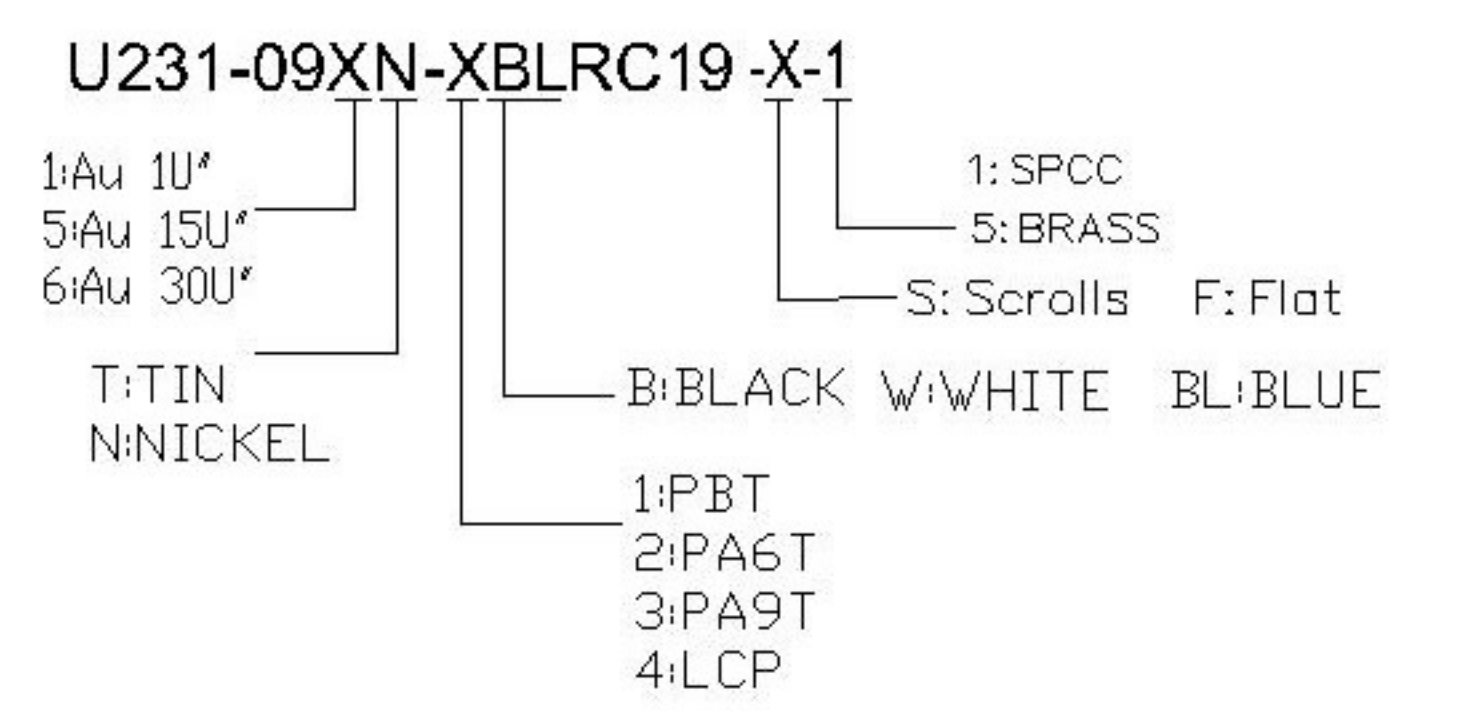 U231-09XN-XBLRC19 -X-1
1:Au 1U"
5:Au 15U"
6:Au 30U"
1: SPCC
5: BRASS
S: Scrolls F: Flat
T:TIN
N:NICKEL
B:BLACK W:WHITE BL:BLUE
1:PBT
2:PA6T
3:PA9T
4:LCP